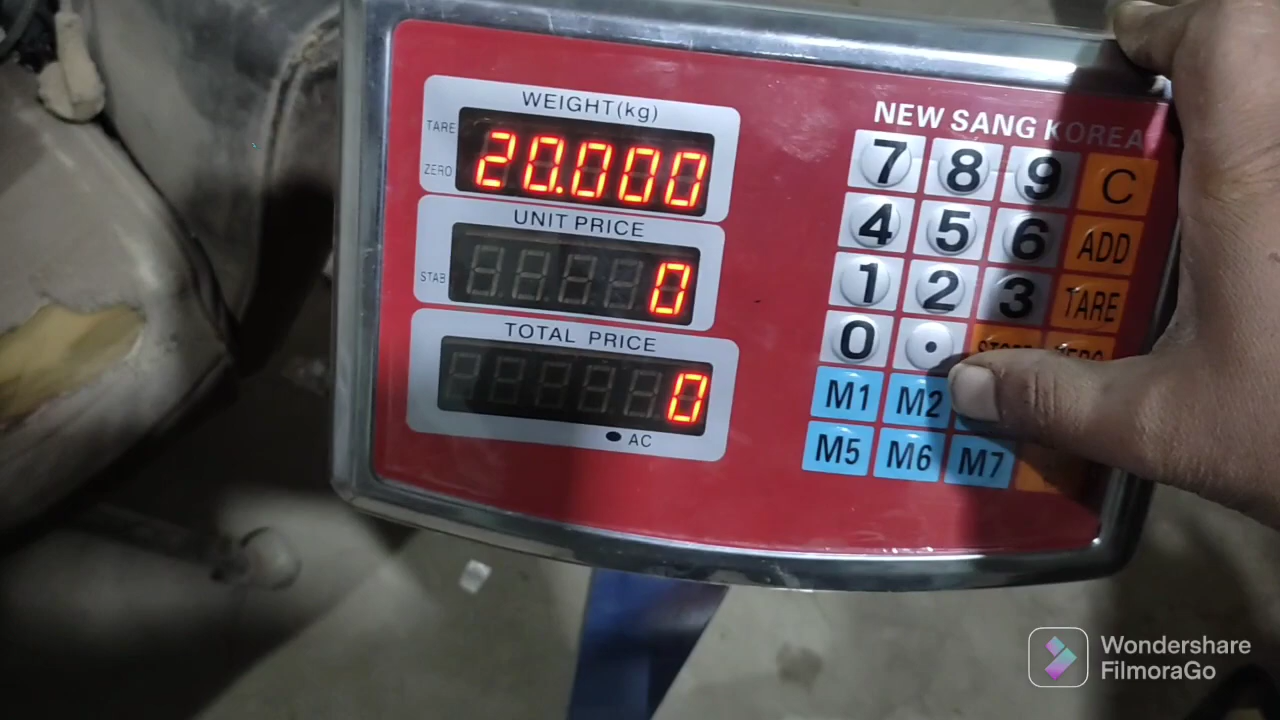 WEIGHT(kg)
TARE
ZERO
20.000
UNIT PRICE
STAB
0
TOTAL PRICE
0
AC
NEW SANG KOREA
7 8 9 C
4 5 6 ADD
1 2 3 TARE
0 . ZERO
M1 M2
M5 M6 M7
Wondershare
FilmoraGo